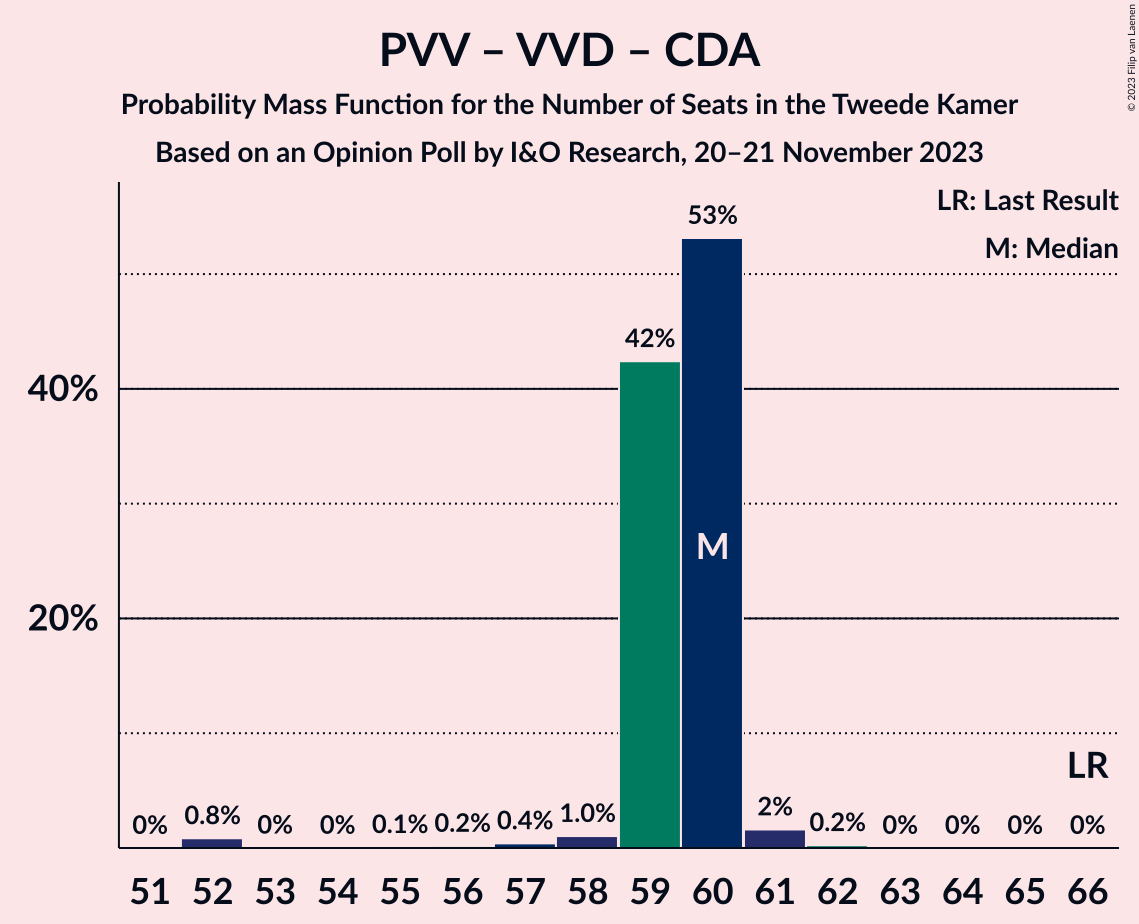 PVV – VVD – CDA
Probability Mass Function for the Number of Seats in the Tweede Kamer
Based on an Opinion Poll by I&O Research, 20–21 November 2023
© 2023 Filip van Laenen
LR: Last Result
M: Median
53%
42%
40%
M
20%
LR
0% 0.8% 0% 0% 0.1% 0.2% 0.4% 1.0% 2% 0.2% 0% 0% 0% 0%
51 52 53 54 55 56 57 58 59 60 61 62 63 64 65 66